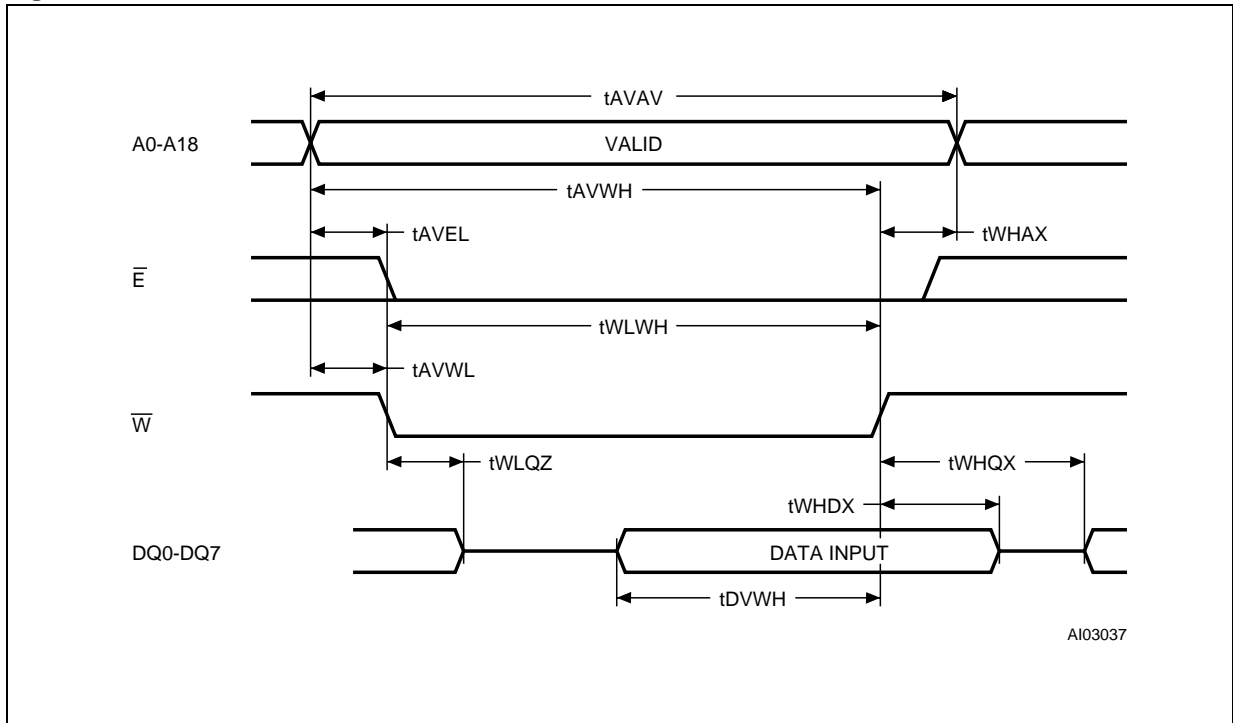 tAVAV
A0-A18
VALID
tAVWH
tAVEL
tWHAX
E̅
tWLWH
tAVWL
W̅
tWLQZ
tWHQX
tWHDX
DQ0-DQ7
DATA INPUT
tDVWH
AI03037